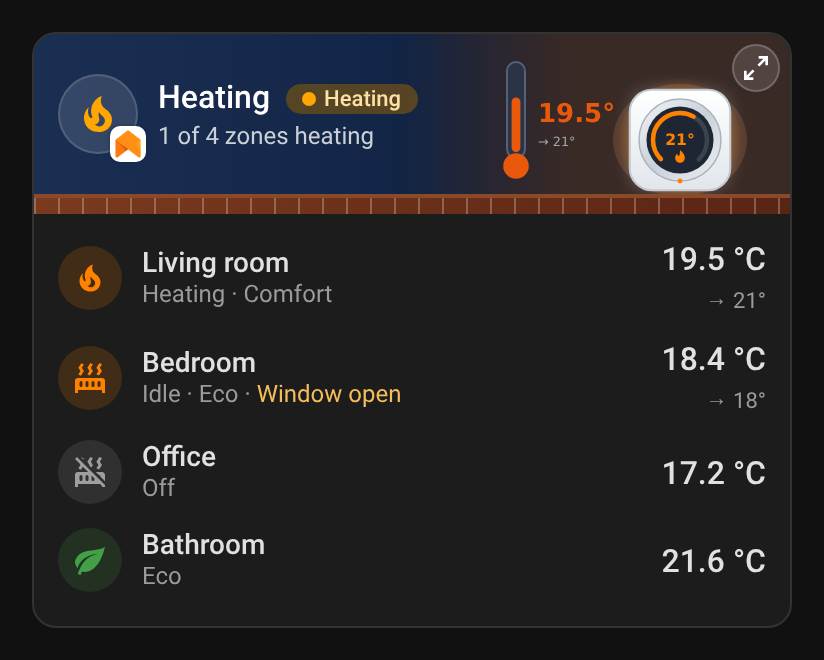 Heating
Heating
1 of 4 zones heating
19.5°
→ 21°
21°
Living room
Heating · Comfort
19.5 °C
→ 21°
Bedroom
Idle · Eco · Window open
18.4 °C
→ 18°
Office
Off
17.2 °C
Bathroom
Eco
21.6 °C